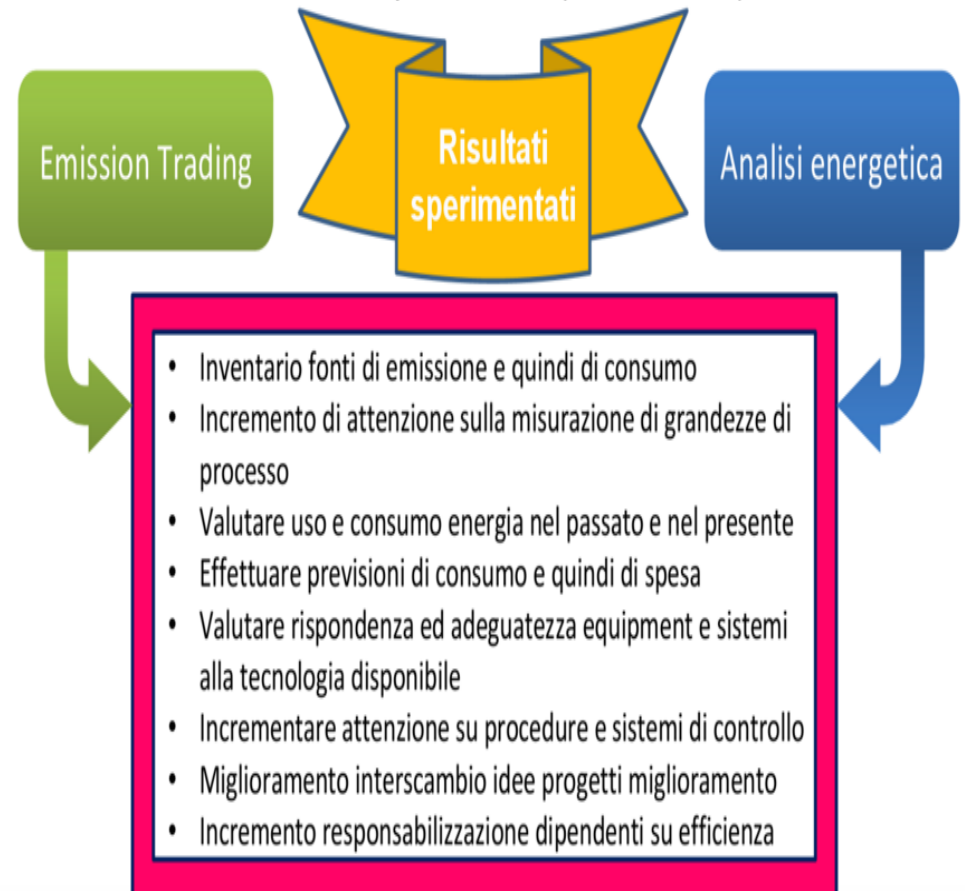 Emission Trading
Risultati
sperimentati
Analisi energetica
• Inventario fonti di emissione e quindi di consumo
• Incremento di attenzione sulla misurazione di grandezze di
processo
• Valutare uso e consumo energia nel passato e nel presente
• Effettuare previsioni di consumo e quindi di spesa
• Valutare rispondenza ed adeguatezza equipment e sistemi
alla tecnologia disponibile
• Incrementare attenzione su procedure e sistemi di controllo
• Miglioramento interscambio idee progetti miglioramento
• Incremento responsabilizzazione dipendenti su efficienza